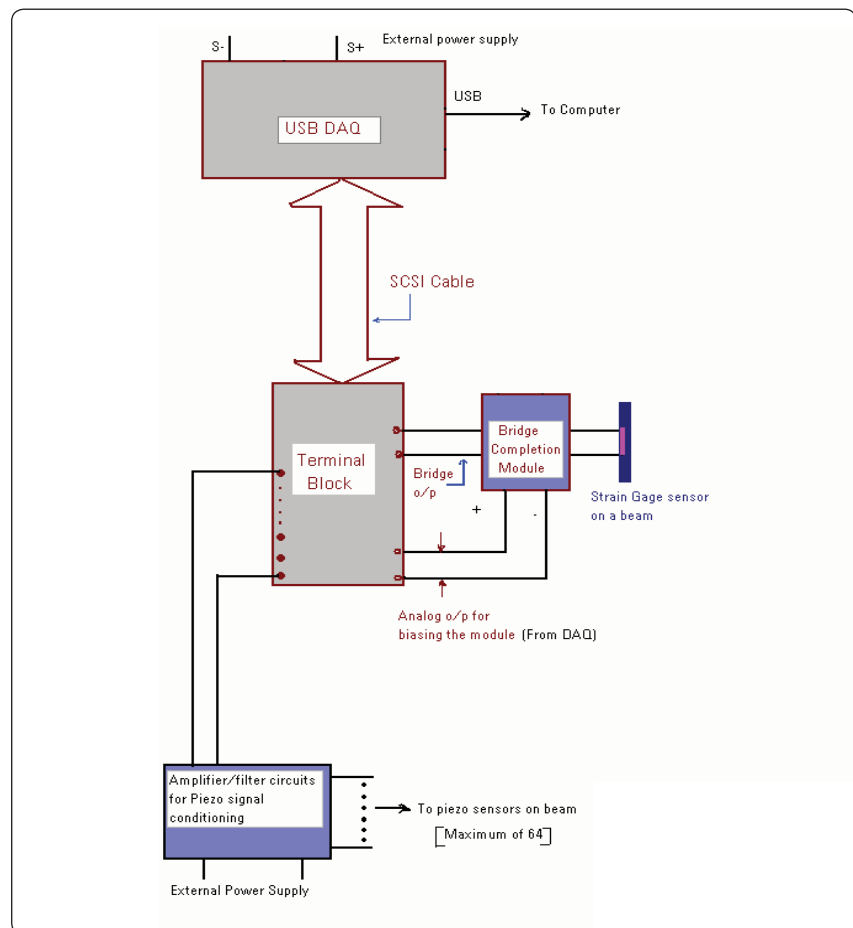 S-
S+
External power supply
USB DAQ
USB
To Computer
SCSI Cable
Terminal
Block
Bridge
Completion
Module
Bridge
o/p
+
-
Strain Gage sensor
on a beam
Analog o/p for
biasing the module (From DAQ)
Amplifier/filter circuits
for Piezo signal
conditioning
To piezo sensors on beam
[Maximum of 64]
External Power Supply